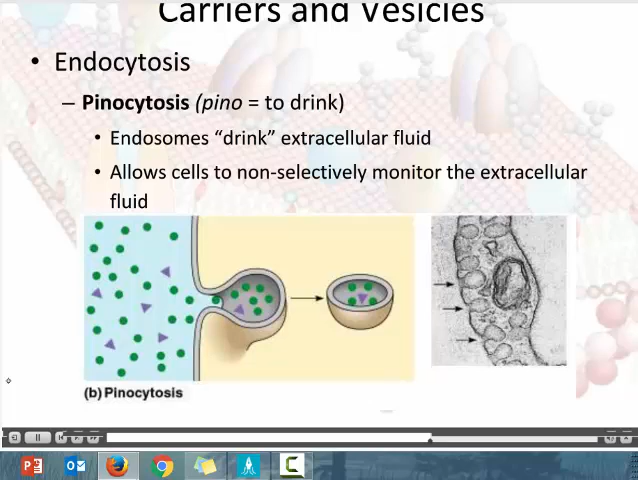 Carriers and Vesicles
• Endocytosis
– Pinocytosis (pino = to drink)
• Endosomes “drink” extracellular fluid
• Allows cells to non-selectively monitor the extracellular
fluid
(b) Pinocytosis